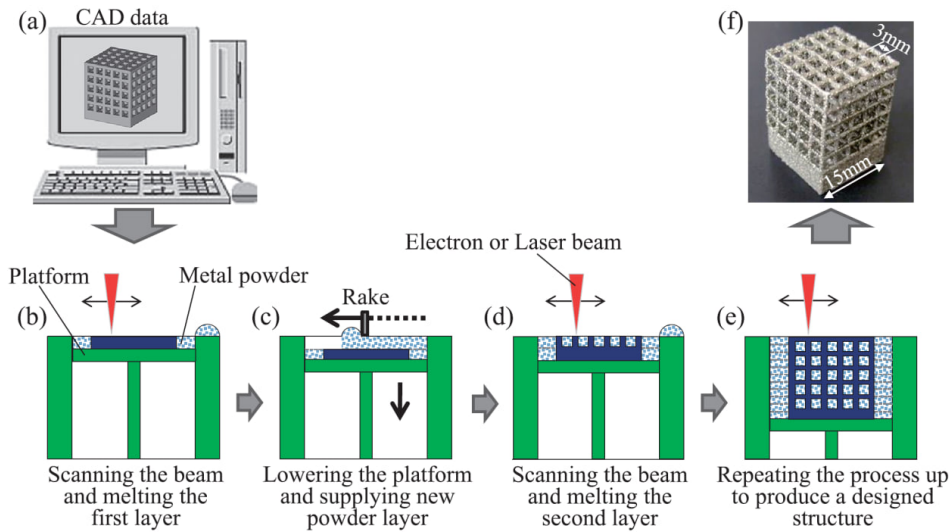 (a)
CAD data
(f)
3mm
15mm
Electron or Laser beam
Platform
Metal powder
Rake
(b)
(c)
(d)
(e)
Scanning the beam
and melting the
first layer
Lowering the platform
and supplying new
powder layer
Scanning the beam
and melting the
second layer
Repeating the process up
to produce a designed
structure